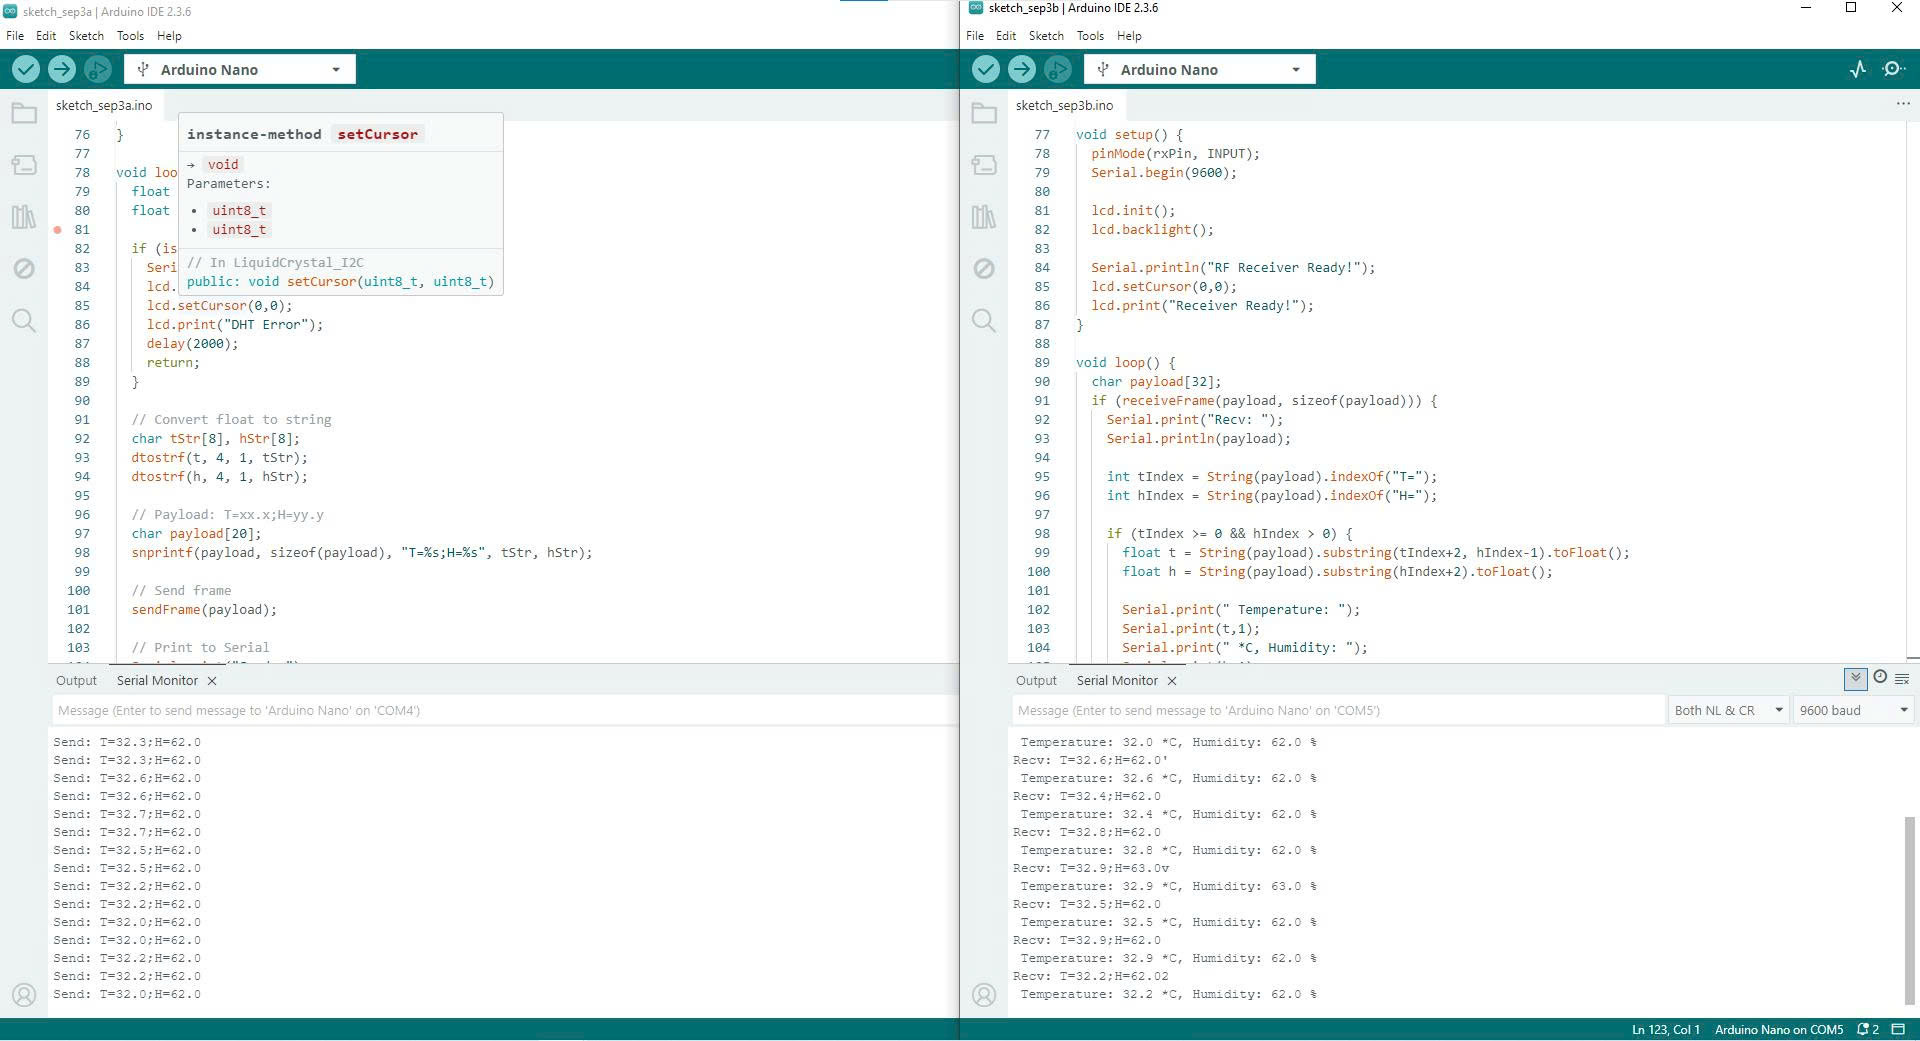 sketch_sep3a | Arduino IDE 2.3.6
File Edit Sketch Tools Help
Arduino Nano
sketch_sep3a.ino
76 }
77
78 void loo
79 float
80 float
81
82 if (is
83 Seri
84 lcd.
85 lcd.setCursor(0,0);
86 lcd.print("DHT Error");
87 delay(2000);
88 return;
89 }
90
91 // Convert float to string
92 char tStr[8], hStr[8];
93 dtostrf(t, 4, 1, tStr);
94 dtostrf(h, 4, 1, hStr);
95
96 // Payload: T=xx.x;H=yy.y
97 char payload[20];
98 snprintf(payload, sizeof(payload), "T=%s;H=%s", tStr, hStr);
99
100 // Send frame
101 sendFrame(payload);
102
103 // Print to Serial
instance-method setCursor
→ void
Parameters:
• uint8_t
• uint8_t
// In LiquidCrystal_I2C
public: void setCursor(uint8_t, uint8_t)
Output Serial Monitor
Message (Enter to send message to 'Arduino Nano' on 'COM4')
Send: T=32.3;H=62.0
Send: T=32.3;H=62.0
Send: T=32.6;H=62.0
Send: T=32.6;H=62.0
Send: T=32.7;H=62.0
Send: T=32.7;H=62.0
Send: T=32.5;H=62.0
Send: T=32.5;H=62.0
Send: T=32.2;H=62.0
Send: T=32.2;H=62.0
Send: T=32.0;H=62.0
Send: T=32.0;H=62.0
Send: T=32.2;H=62.0
Send: T=32.2;H=62.0
Send: T=32.0;H=62.0
sketch_sep3b | Arduino IDE 2.3.6
File Edit Sketch Tools Help
Arduino Nano
sketch_sep3b.ino
77 void setup() {
78 pinMode(rxPin, INPUT);
79 Serial.begin(9600);
80
81 lcd.init();
82 lcd.backlight();
83
84 Serial.println("RF Receiver Ready!");
85 lcd.setCursor(0,0);
86 lcd.print("Receiver Ready!");
87 }
88
89 void loop() {
90 char payload[32];
91 if (receiveFrame(payload, sizeof(payload))) {
92 Serial.print("Recv: ");
93 Serial.println(payload);
94
95 int tIndex = String(payload).indexOf("T=");
96 int hIndex = String(payload).indexOf("H=");
97
98 if (tIndex >= 0 && hIndex > 0) {
99 float t = String(payload).substring(tIndex+2, hIndex-1).toFloat();
100 float h = String(payload).substring(hIndex+2).toFloat();
101
102 Serial.print(" Temperature: ");
103 Serial.print(t,1);
104 Serial.print(" *C, Humidity: ");
Output Serial Monitor
Message (Enter to send message to 'Arduino Nano' on 'COM5')
Both NL & CR
9600 baud
Temperature: 32.0 *C, Humidity: 62.0 %
Recv: T=32.6;H=62.0'
Temperature: 32.6 *C, Humidity: 62.0 %
Recv: T=32.4;H=62.0
Temperature: 32.4 *C, Humidity: 62.0 %
Recv: T=32.8;H=62.0
Temperature: 32.8 *C, Humidity: 62.0 %
Recv: T=32.9;H=63.0v
Temperature: 32.9 *C, Humidity: 63.0 %
Recv: T=32.5;H=62.0
Temperature: 32.5 *C, Humidity: 62.0 %
Recv: T=32.9;H=62.0
Temperature: 32.9 *C, Humidity: 62.0 %
Recv: T=32.2;H=62.02
Temperature: 32.2 *C, Humidity: 62.0 %
Ln 123, Col 1 Arduino Nano on COM5 2